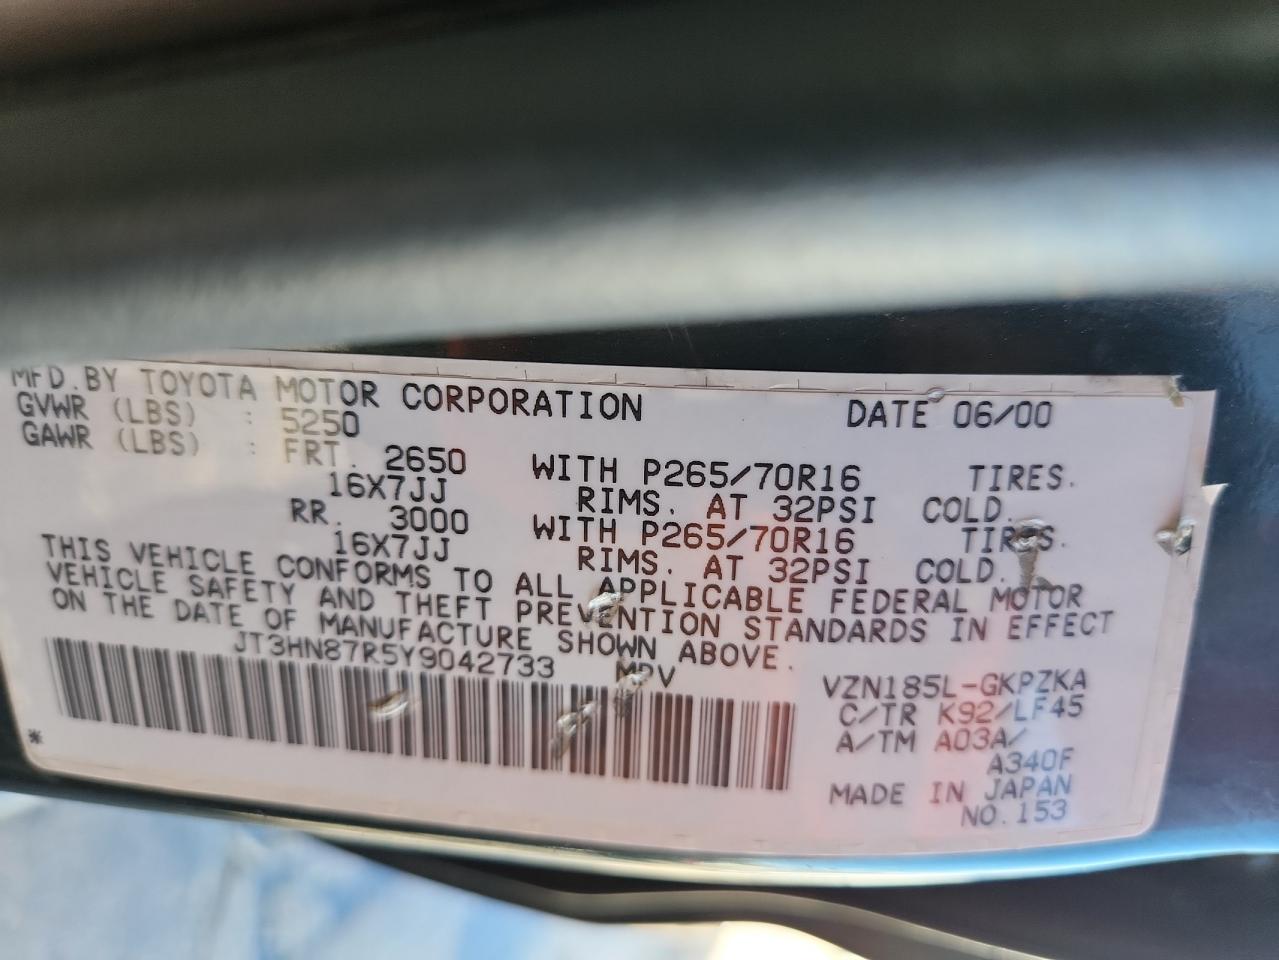 MFD. BY TOYOTA MOTOR CORPORATION DATE 06/00
GVWR (LBS) : 5250
GAWR (LBS) : FRT. 2650 WITH P265/70R16 TIRES.
16X7JJ RIMS. AT 32PSI COLD.
RR. 3000 WITH P265/70R16 TIRES.
16X7JJ RIMS. AT 32PSI COLD.
THIS VEHICLE CONFORMS TO ALL APPLICABLE FEDERAL MOTOR
VEHICLE SAFETY AND THEFT PREVENTION STANDARDS IN EFFECT
ON THE DATE OF MANUFACTURE SHOWN ABOVE.
JT3HN87R5Y9042733 MPV
VZN185L-GKPZKA
C/TR K92/LF45
A/TM A03A/
A340F
MADE IN JAPAN
NO.153
*